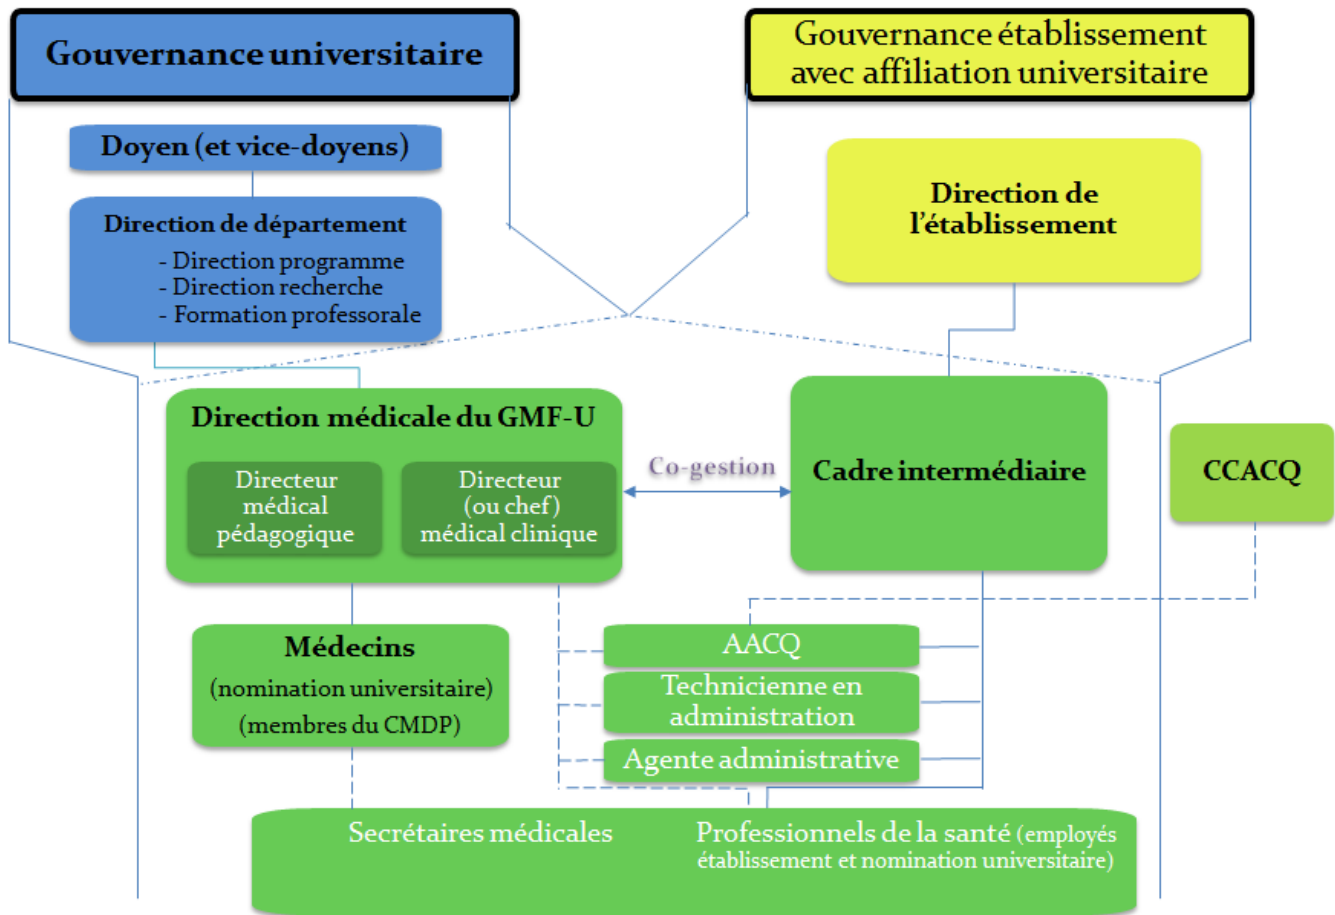 Gouvernance universitaire
Gouvernance établissement
avec affiliation universitaire
Doyen (et vice-doyens)
Direction de département
- Direction programme
- Direction recherche
- Formation professorale
Direction de
l'établissement
Direction médicale du GMF-U
Directeur
médical
pédagogique
Directeur
(ou chef)
médical clinique
Co-gestion
Cadre intermédiaire
CCACQ
Médecins
(nomination universitaire)
(membres du CMDP)
AACQ
Technicienne en
administration
Agente administrative
Secrétaires médicales
Professionnels de la santé (employés
établissement et nomination universitaire)